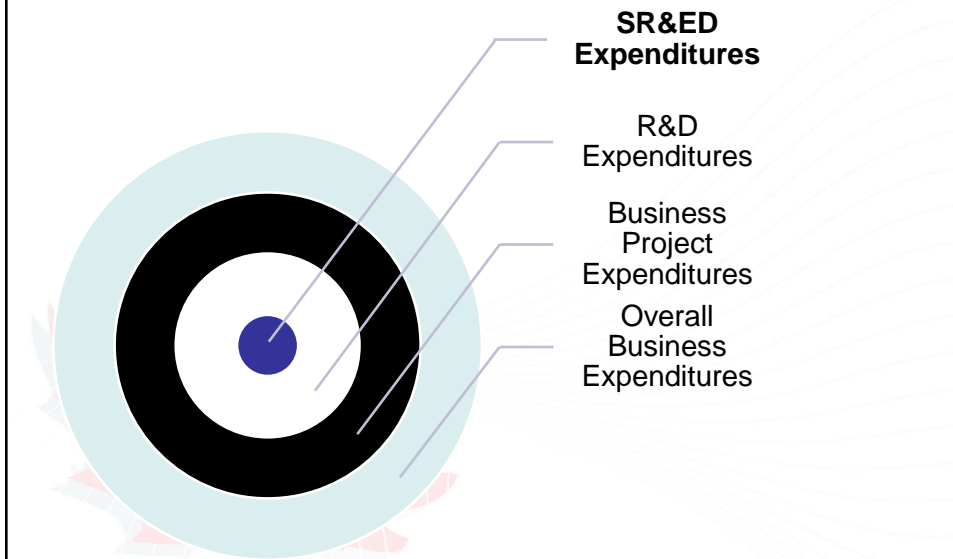 SR&ED
Expenditures
R&D
Expenditures
Business
Project
Expenditures
Overall
Business
Expenditures